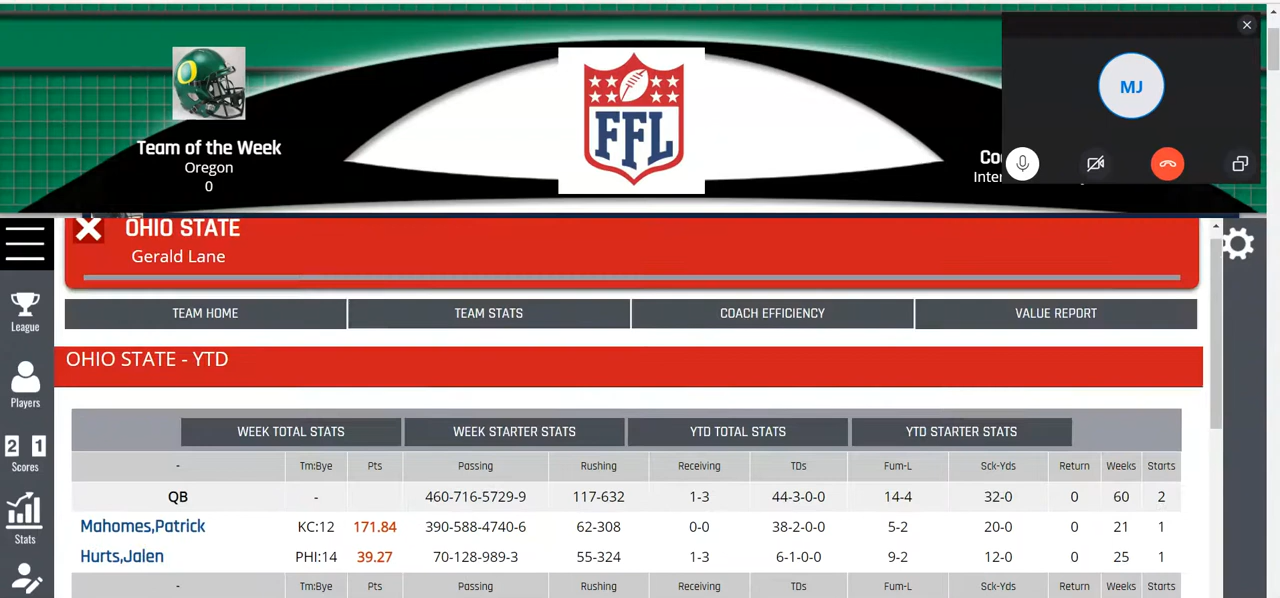 Team of the Week
Oregon
0
FFL
MJ
OHIO STATE
Gerald Lane
TEAM HOME TEAM STATS COACH EFFICIENCY VALUE REPORT
League
Players
2 1
Scores
Stats
OHIO STATE - YTD
WEEK TOTAL STATS WEEK STARTER STATS YTD TOTAL STATS YTD STARTER STATS
- Tm:Bye Pts Passing Rushing Receiving TDs Fum-L Sck-Yds Return Weeks Starts
QB - 460-716-5729-9 117-632 1-3 44-3-0-0 14-4 32-0 0 60 2
Mahomes,Patrick KC:12 171.84 390-588-4740-6 62-308 0-0 38-2-0-0 5-2 20-0 0 21 1
Hurts,Jalen PHI:14 39.27 70-128-989-3 55-324 1-3 6-1-0-0 9-2 12-0 0 25 1
- Tm:Bye Pts Passing Rushing Receiving TDs Fum-L Sck-Yds Return Weeks Starts